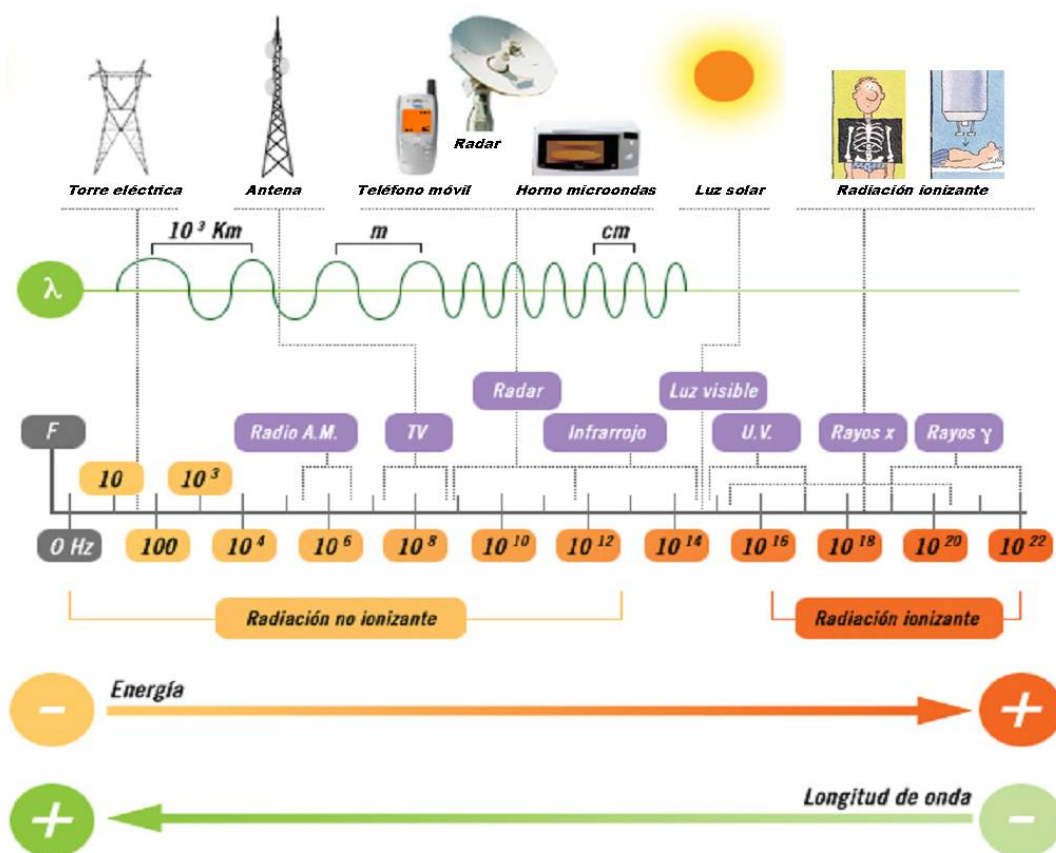 Radar
Torre eléctrica Antena Teléfono móvil Horno microondas Luz solar Radiación ionizante
10³ Km m cm
λ
Radar Luz visible
F Radio A.M. TV Infrarrojo U.V. Rayos x Rayos γ
10 10³
0 Hz 100 10⁴ 10⁶ 10⁸ 10¹⁰ 10¹² 10¹⁴ 10¹⁶ 10¹⁸ 10²⁰ 10²²
Radiación no ionizante Radiación ionizante
Energía
- +
Longitud de onda
+ -